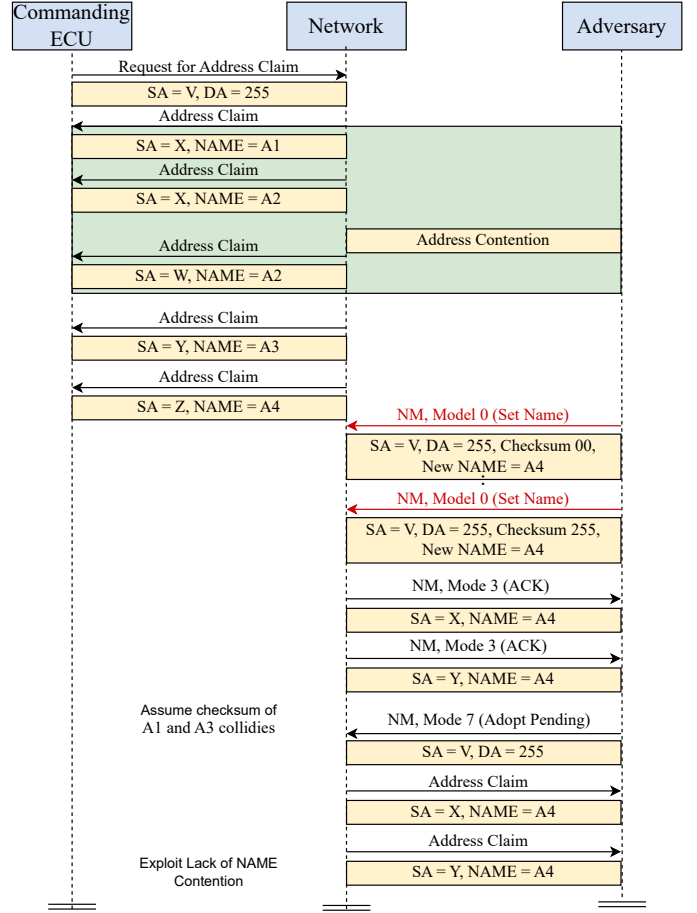 Commanding
ECU
Network
Adversary
Request for Address Claim
SA = V, DA = 255
Address Claim
SA = X, NAME = A1
Address Claim
SA = X, NAME = A2
Address Contention
Address Claim
SA = W, NAME = A2
Address Claim
SA = Y, NAME = A3
Address Claim
SA = Z, NAME = A4
NM, Model 0 (Set Name)
SA = V, DA = 255, Checksum 00,
New NAME = A4
⋮
NM, Model 0 (Set Name)
SA = V, DA = 255, Checksum 255,
New NAME = A4
NM, Mode 3 (ACK)
SA = X, NAME = A4
NM, Mode 3 (ACK)
SA = Y, NAME = A4
Assume checksum of
A1 and A3 collidies
NM, Mode 7 (Adopt Pending)
SA = V, DA = 255
Address Claim
SA = X, NAME = A4
Address Claim
SA = Y, NAME = A4
Exploit Lack of NAME
Contention